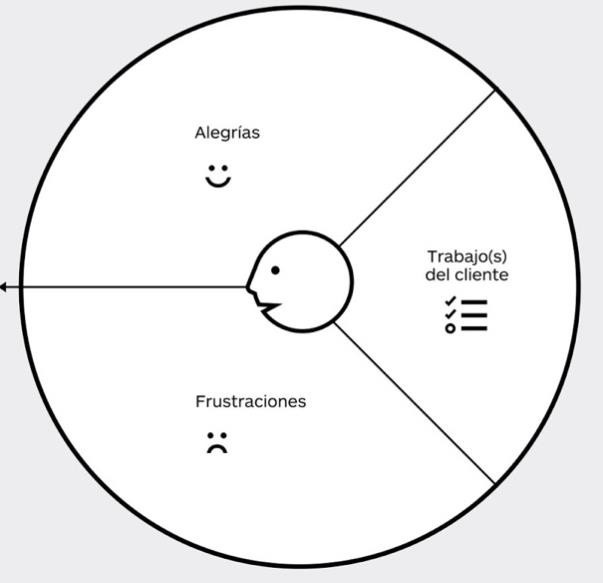 Alegrías
Trabajo(s)
del cliente
Frustraciones